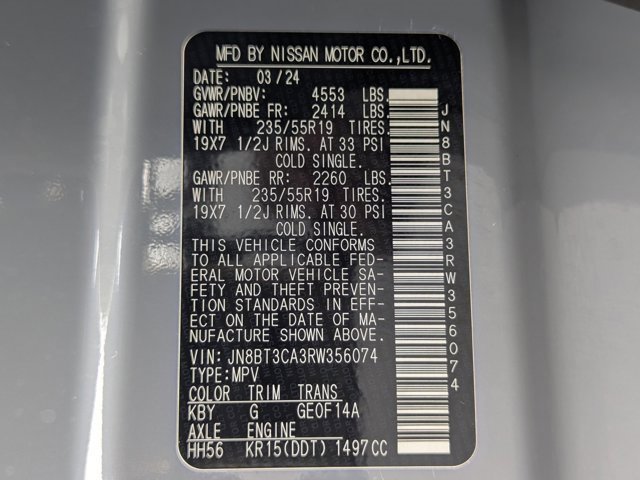 MFD BY NISSAN MOTOR CO.,LTD.
DATE: 03/24
GVWR/PNBV: 4553 LBS.
GAWR/PNBE FR: 2414 LBS.
WITH 235/55R19 TIRES.
19X7 1/2J RIMS. AT 33 PSI
COLD SINGLE.
GAWR/PNBE RR: 2260 LBS.
WITH 235/55R19 TIRES.
19X7 1/2J RIMS. AT 30 PSI
COLD SINGLE.
THIS VEHICLE CONFORMS
TO ALL APPLICABLE FED-
ERAL MOTOR VEHICLE SA-
FETY AND THEFT PREVEN-
TION STANDARDS IN EFF-
ECT ON THE DATE OF MA-
NUFACTURE SHOWN ABOVE.
VIN: JN8BT3CA3RW356074
TYPE:MPV
COLOR TRIM TRANS
KBY G GE0F14A
AXLE ENGINE
HH56 KR15(DDT) 1497CC
JN8BT3CA3RW356074